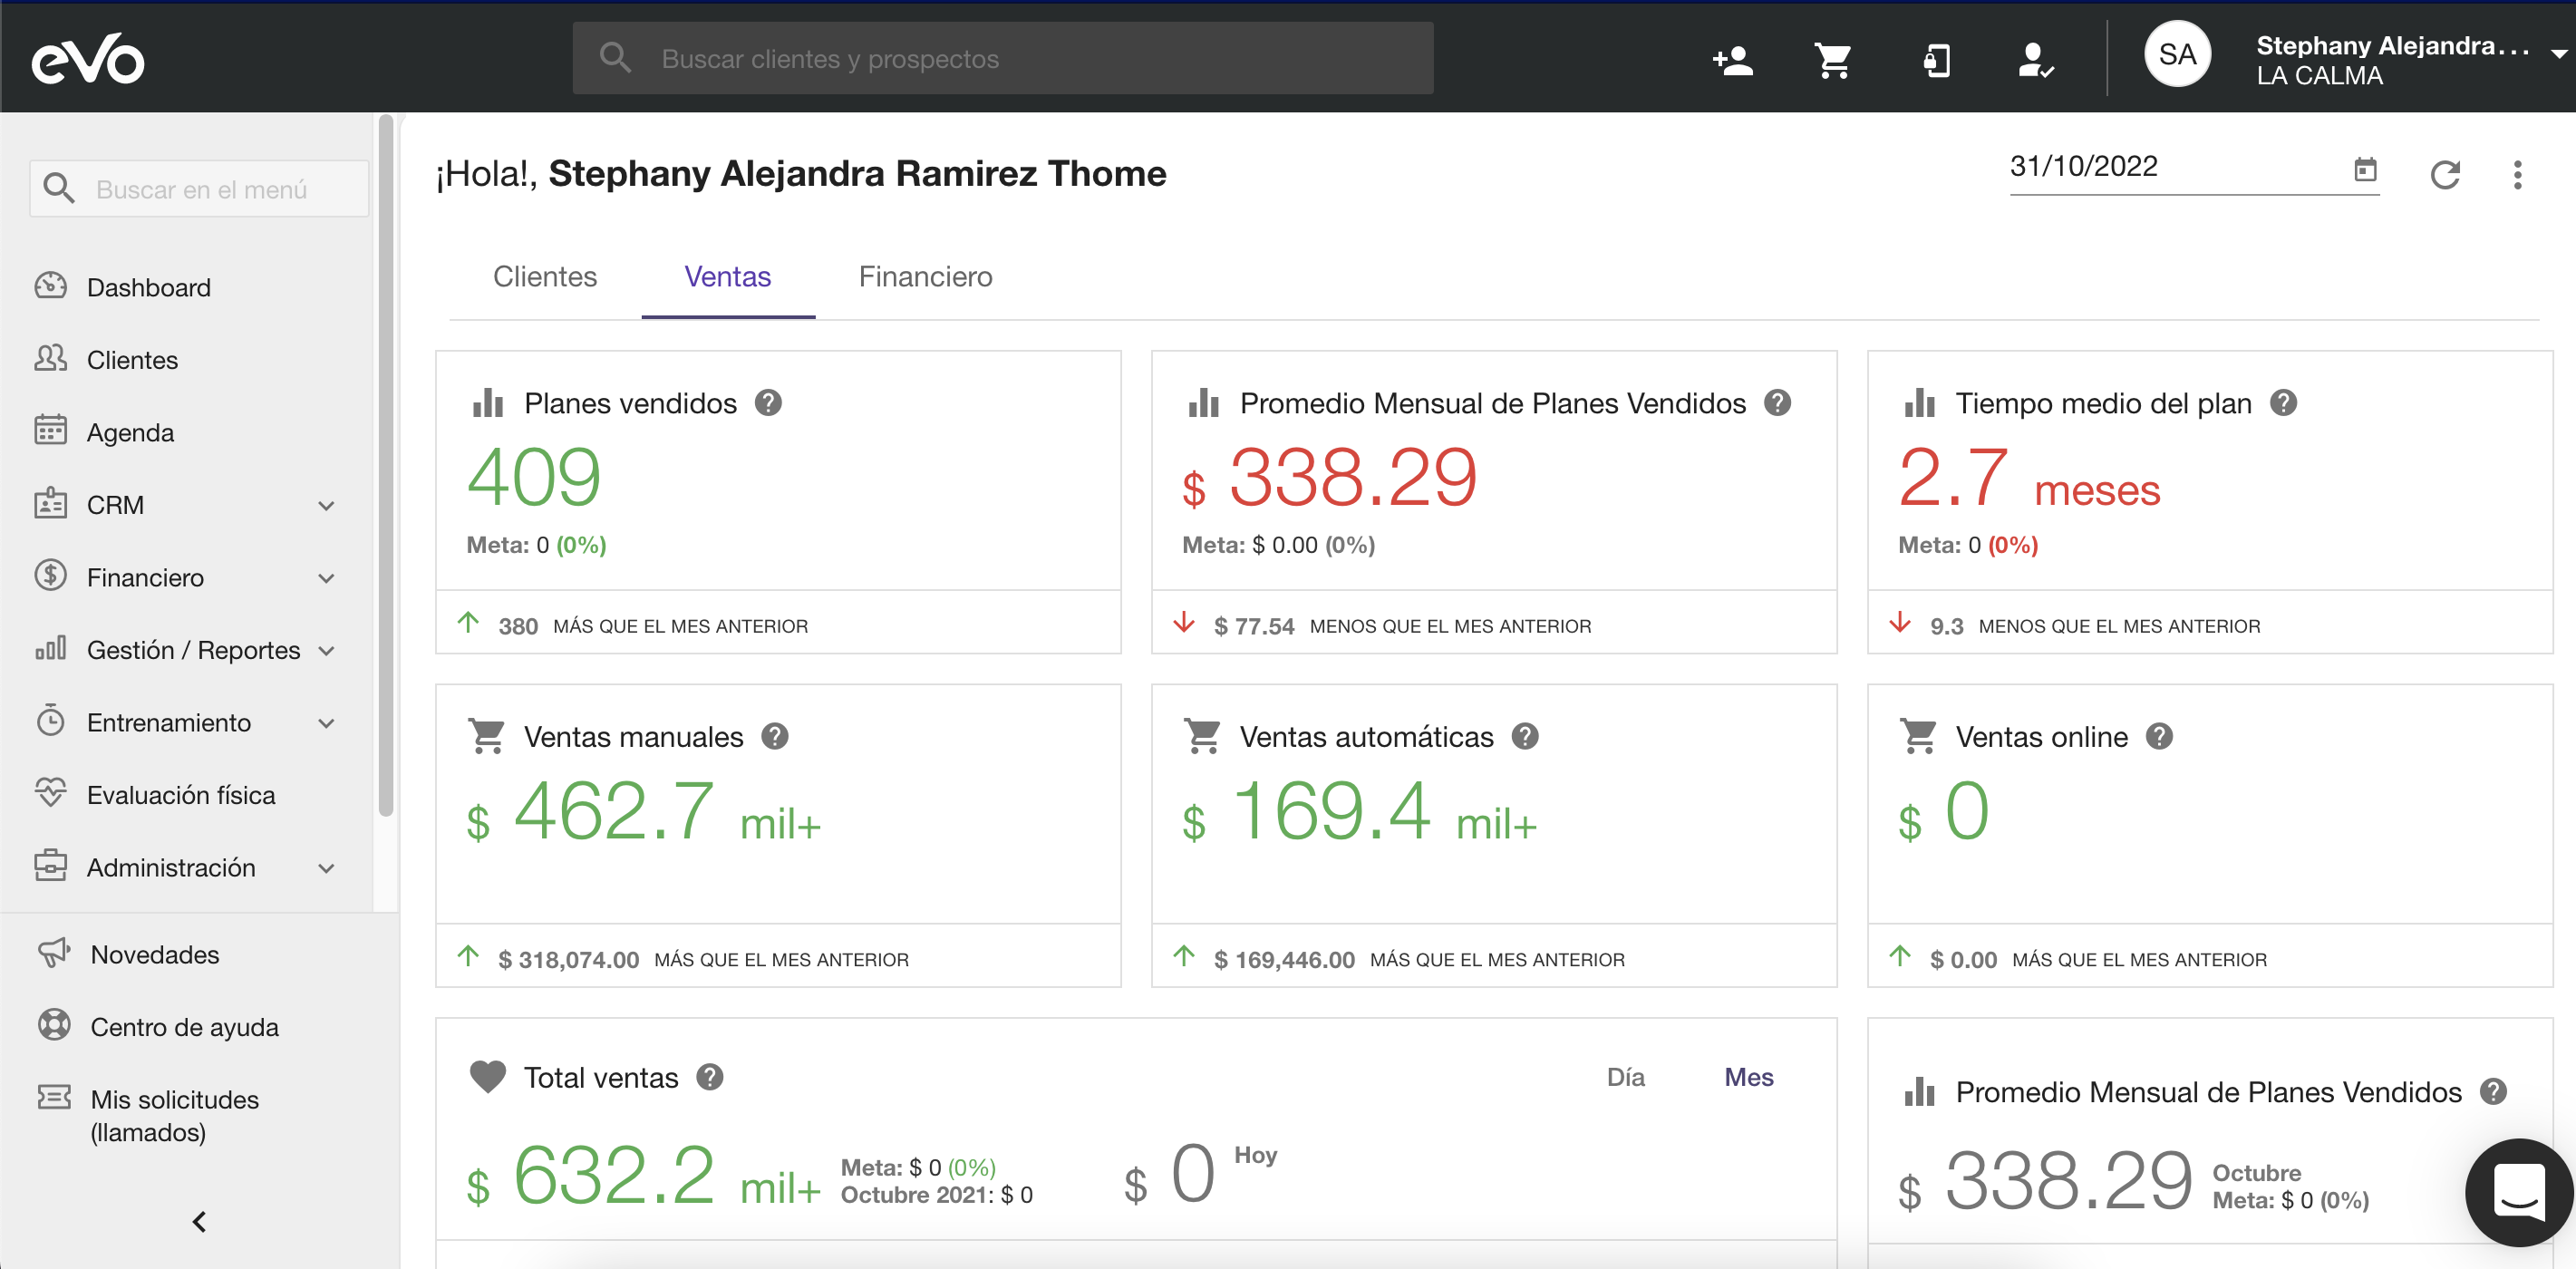 evo
Buscar clientes y prospectos
SA
Stephany Alejandra...
LA CALMA
Buscar en el menú
Dashboard
Clientes
Agenda
CRM
Financiero
Gestión / Reportes
Entrenamiento
Evaluación física
Administración
Novedades
Centro de ayuda
Mis solicitudes
(llamados)
¡Hola!, Stephany Alejandra Ramirez Thome
31/10/2022
Clientes
Ventas
Financiero
Planes vendidos ?
409
Meta: 0 (0%)
380 MÁS QUE EL MES ANTERIOR
Promedio Mensual de Planes Vendidos ?
$ 338.29
Meta: $ 0.00 (0%)
$ 77.54 MENOS QUE EL MES ANTERIOR
Tiempo medio del plan ?
2.7 meses
Meta: 0 (0%)
9.3 MENOS QUE EL MES ANTERIOR
Ventas manuales ?
$ 462.7 mil+
$ 318,074.00 MÁS QUE EL MES ANTERIOR
Ventas automáticas ?
$ 169.4 mil+
$ 169,446.00 MÁS QUE EL MES ANTERIOR
Ventas online ?
$ 0
$ 0.00 MÁS QUE EL MES ANTERIOR
Total ventas ?
Día
Mes
$ 632.2 mil+
Meta: $ 0 (0%)
Octubre 2021: $ 0
$ 0 Hoy
Promedio Mensual de Planes Vendidos ?
$ 338.29
Octubre
Meta: $ 0 (0%)